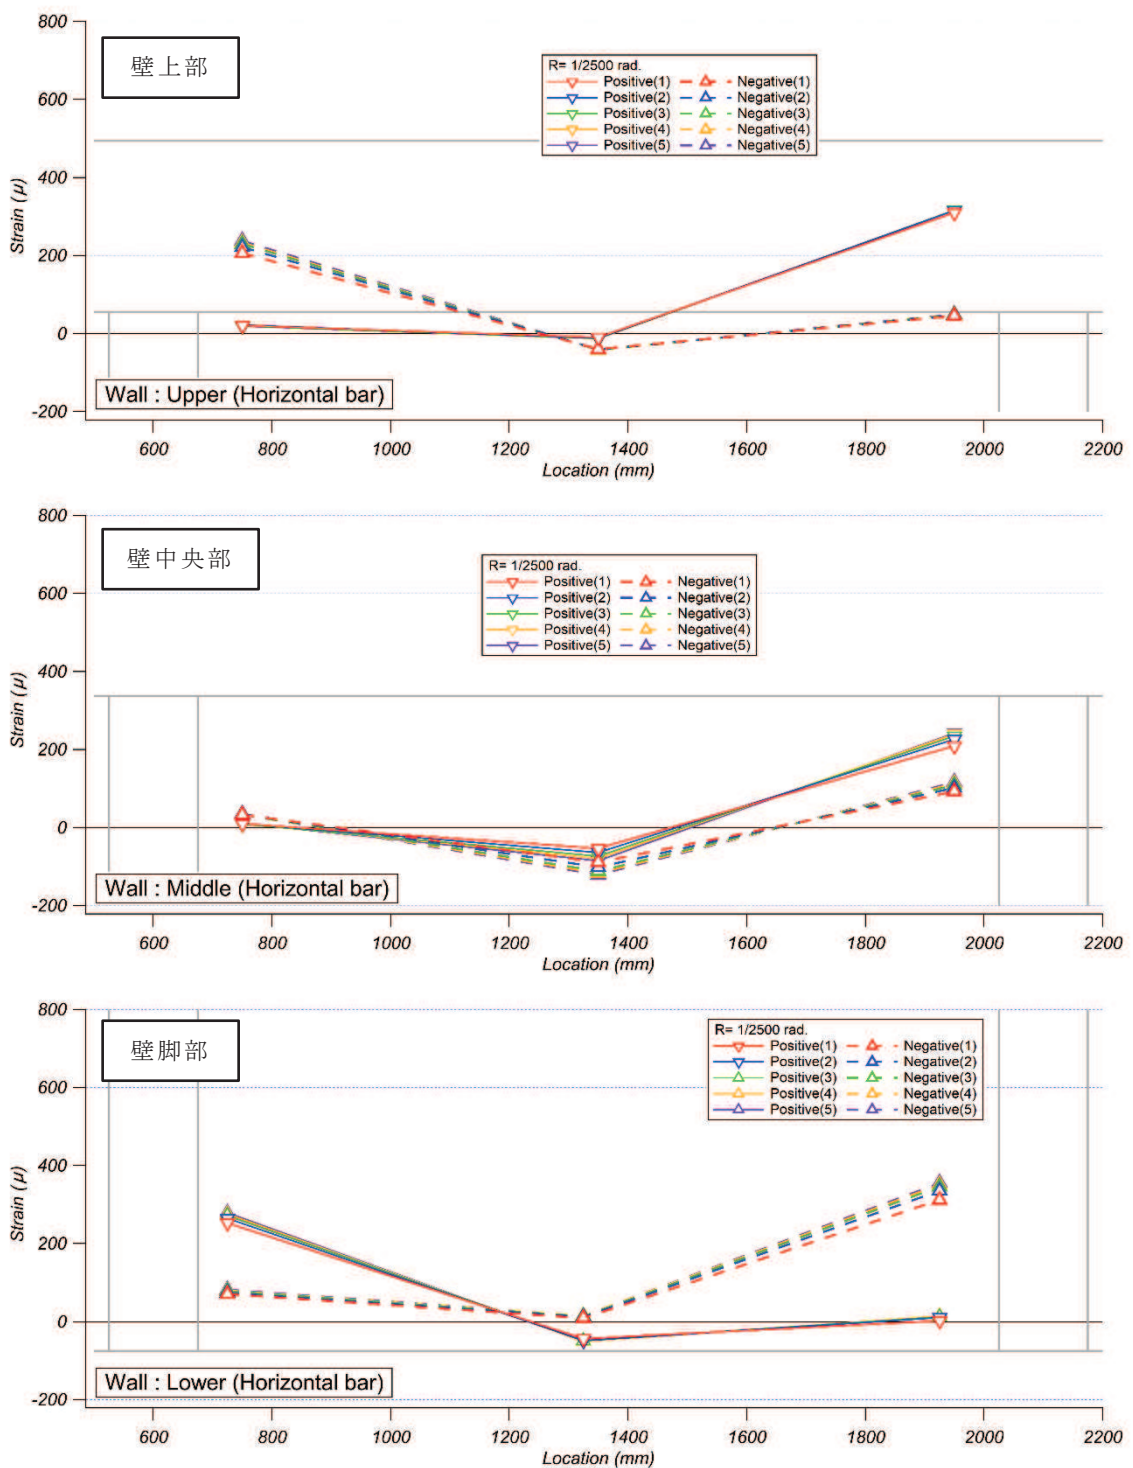 800
600
400
200
0
-200
Strain (μ)
壁上部
R= 1/2500 rad.
Positive(1) Negative(1)
Positive(2) Negative(2)
Positive(3) Negative(3)
Positive(4) Negative(4)
Positive(5) Negative(5)
Wall : Upper (Horizontal bar)
600 800 1000 1200 1400 1600 1800 2000 2200
Location (mm)
800
600
400
200
0
-200
Strain (μ)
壁中央部
R= 1/2500 rad.
Positive(1) Negative(1)
Positive(2) Negative(2)
Positive(3) Negative(3)
Positive(4) Negative(4)
Positive(5) Negative(5)
Wall : Middle (Horizontal bar)
600 800 1000 1200 1400 1600 1800 2000 2200
Location (mm)
800
600
400
200
0
-200
Strain (μ)
壁脚部
R= 1/2500 rad.
Positive(1) Negative(1)
Positive(2) Negative(2)
Positive(3) Negative(3)
Positive(4) Negative(4)
Positive(5) Negative(5)
Wall : Lower (Horizontal bar)
600 800 1000 1200 1400 1600 1800 2000 2200
Location (mm)